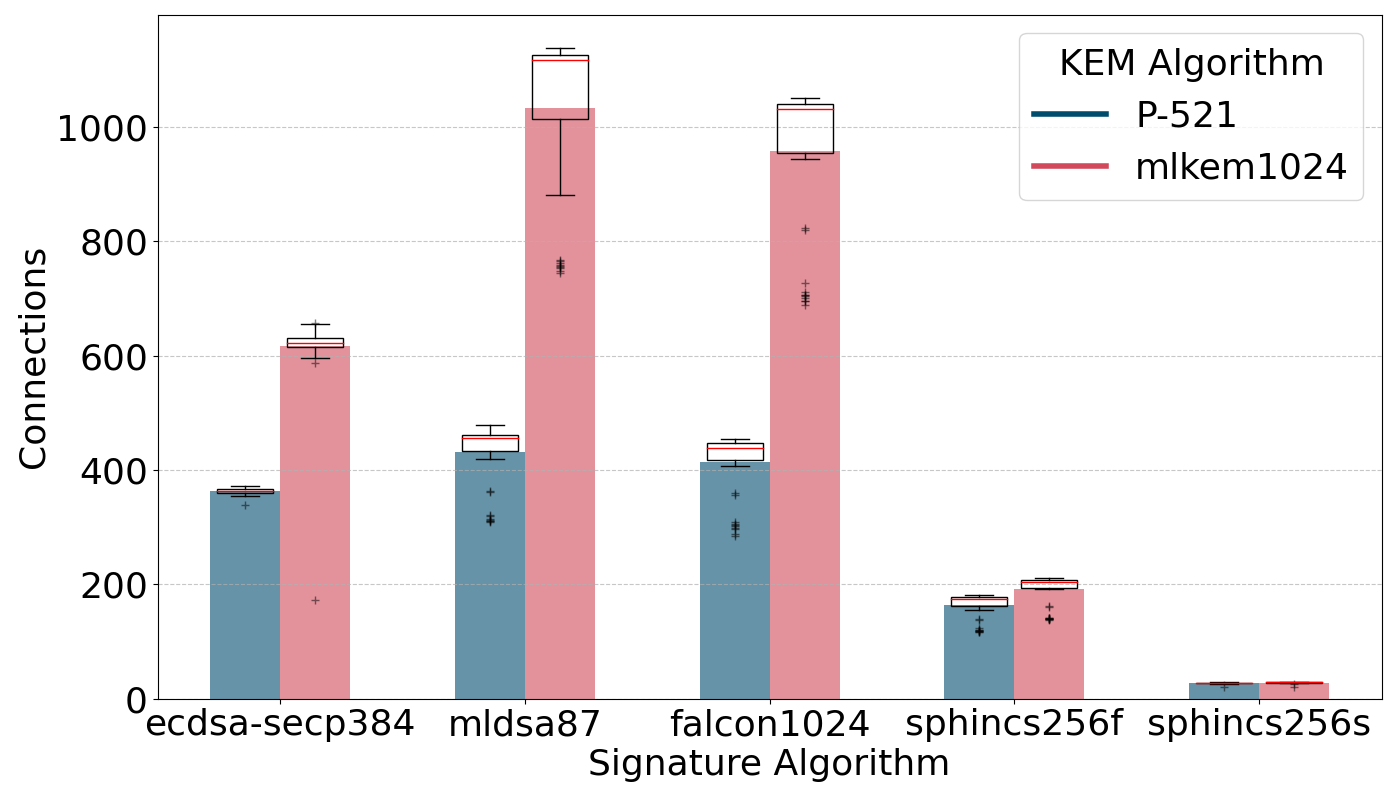 KEM Algorithm
P-521
mlkem1024
Connections
1000
800
600
400
200
0
ecdsa-secp384
mldsa87
falcon1024
sphincs256f
sphincs256s
Signature Algorithm